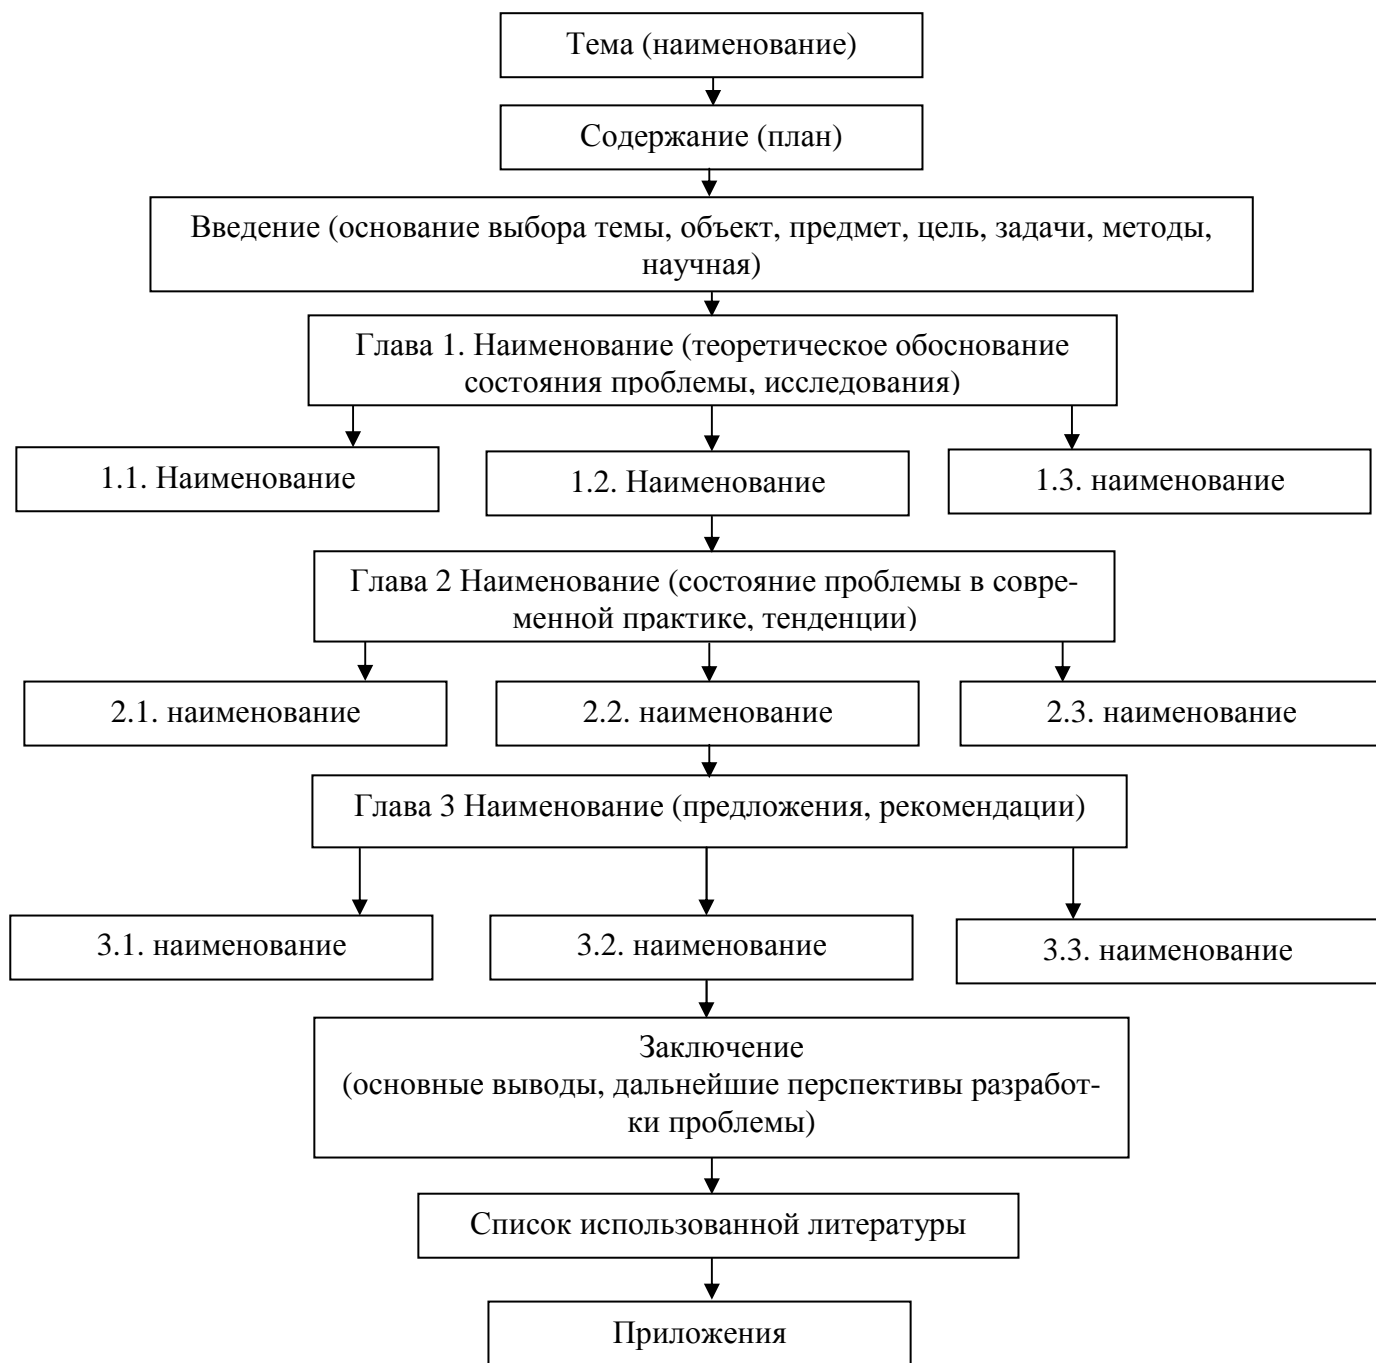 Тема (наименование)
Содержание (план)
Введение (основание выбора темы, объект, предмет, цель, задачи, методы,
научная)
Глава 1. Наименование (теоретическое обоснование
состояния проблемы, исследования)
1.1. Наименование
1.2. Наименование
1.3. наименование
Глава 2 Наименование (состояние проблемы в совре-
менной практике, тенденции)
2.1. наименование
2.2. наименование
2.3. наименование
Глава 3 Наименование (предложения, рекомендации)
3.1. наименование
3.2. наименование
3.3. наименование
Заключение
(основные выводы, дальнейшие перспективы разработ-
ки проблемы)
Список использованной литературы
Приложения